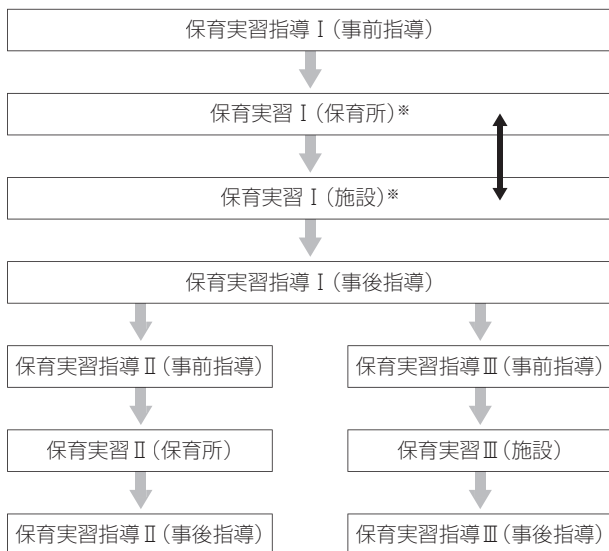 保育実習指導Ⅰ(事前指導)
保育実習Ⅰ(保育所)※
保育実習Ⅰ(施設)※
保育実習指導Ⅰ(事後指導)
保育実習指導Ⅱ(事前指導)
保育実習指導Ⅲ(事前指導)
保育実習Ⅱ(保育所)
保育実習Ⅲ(施設)
保育実習指導Ⅱ(事後指導)
保育実習指導Ⅲ(事後指導)